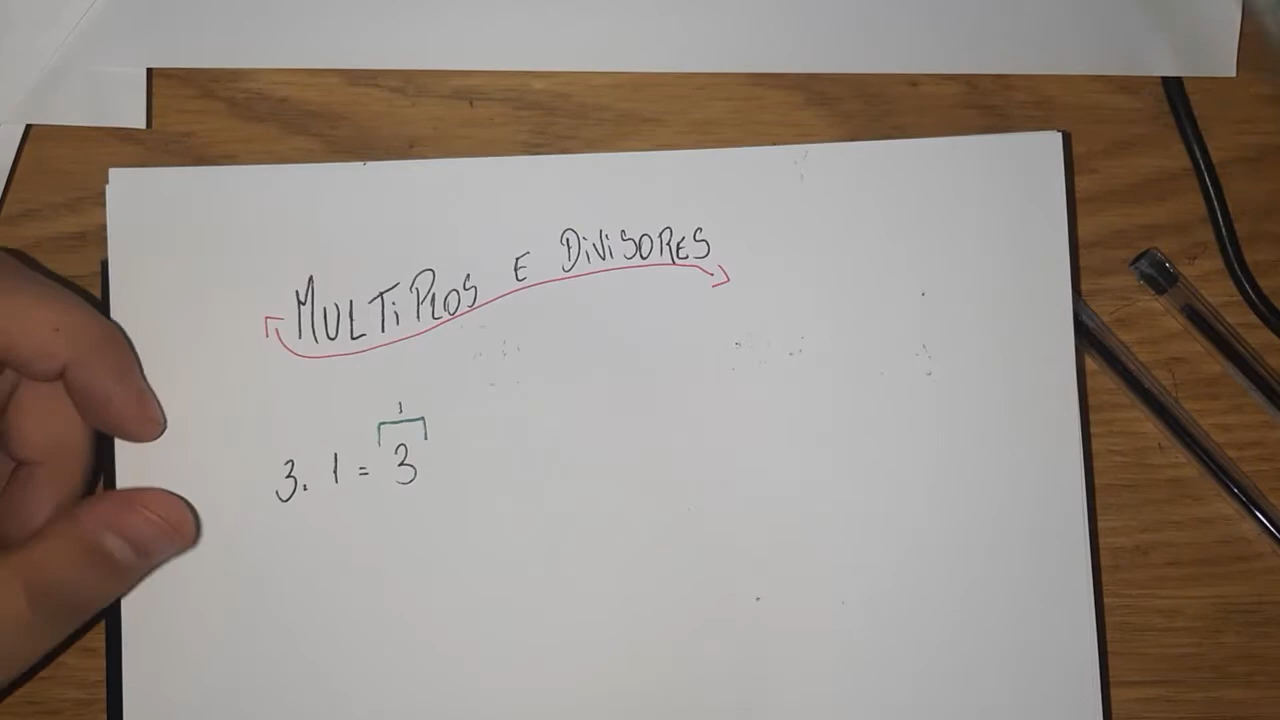 MULTiPLOS E DiViSORES
1
3. 1 = 3